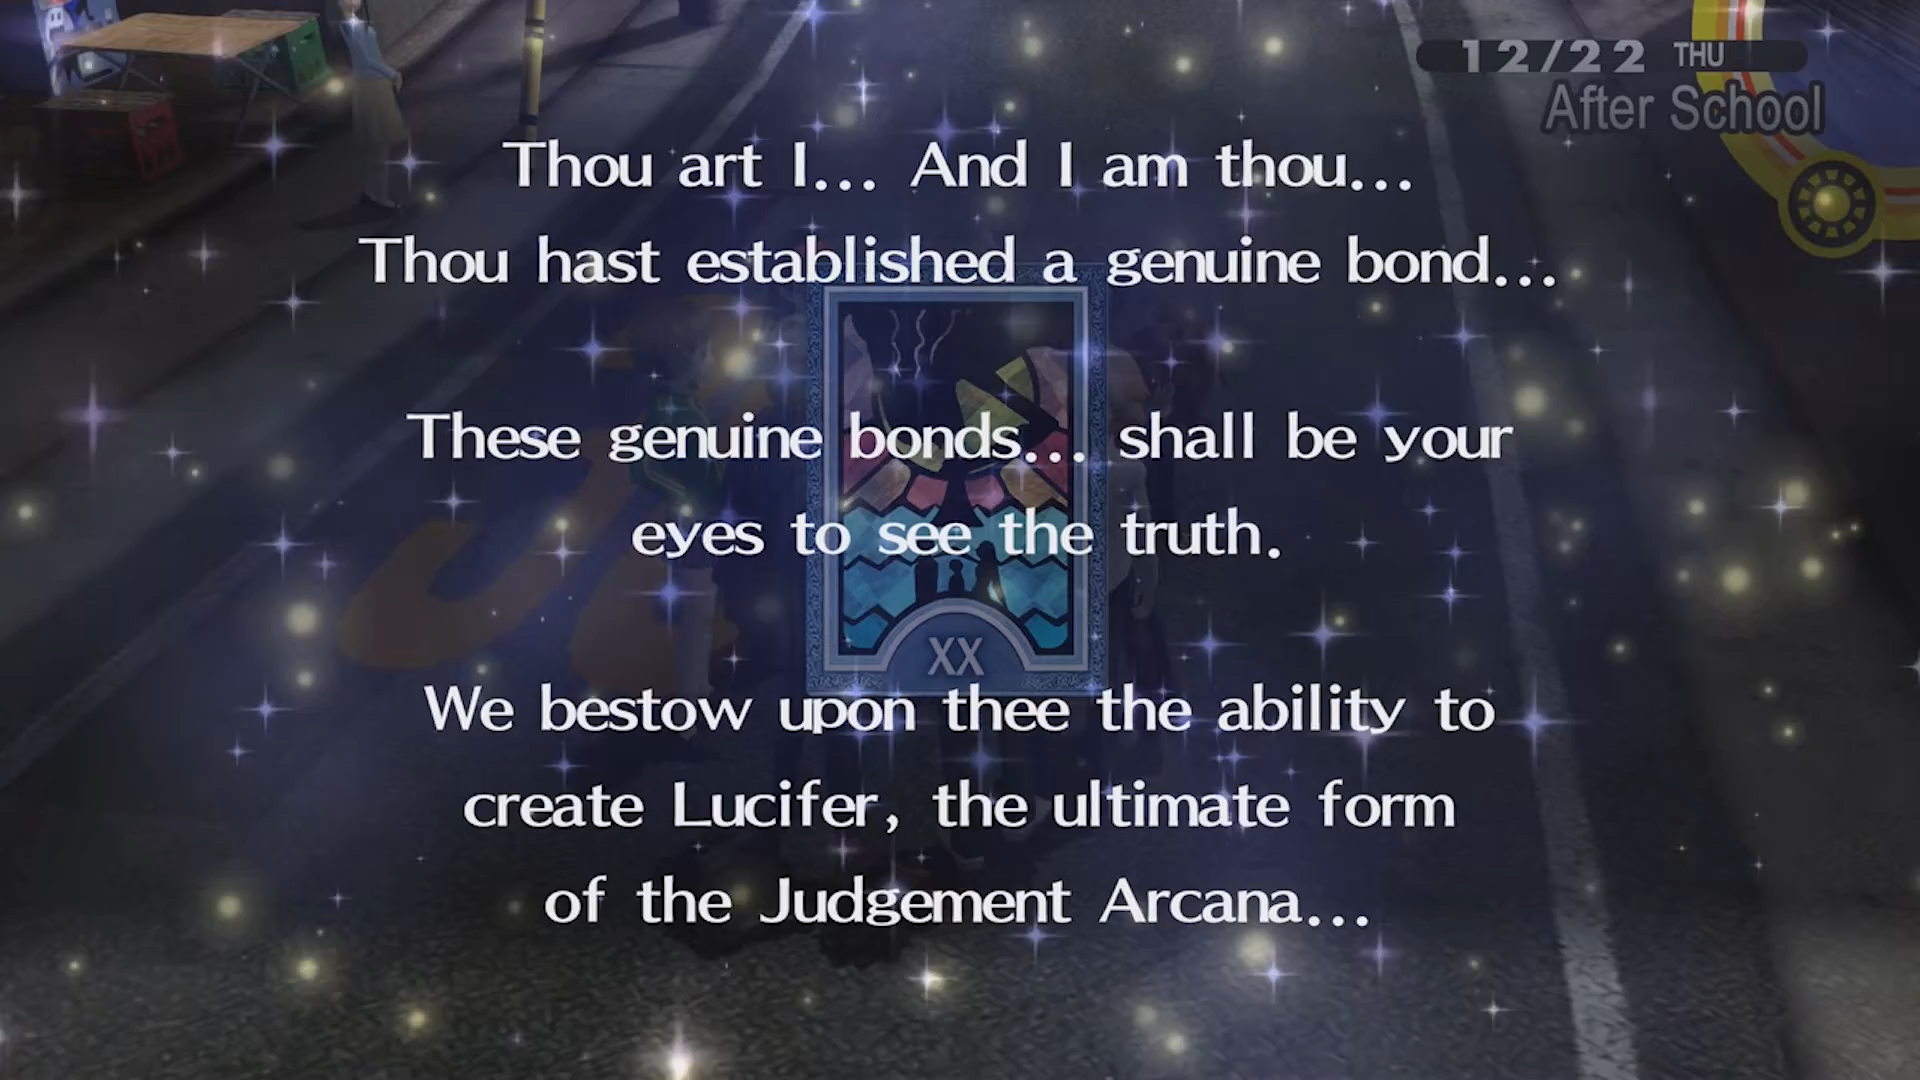 12/22 THU
After School
Thou art I... And I am thou...
Thou hast established a genuine bond...
These genuine bonds... shall be your
eyes to see the truth.
XX
We bestow upon thee the ability to
create Lucifer, the ultimate form
of the Judgement Arcana...